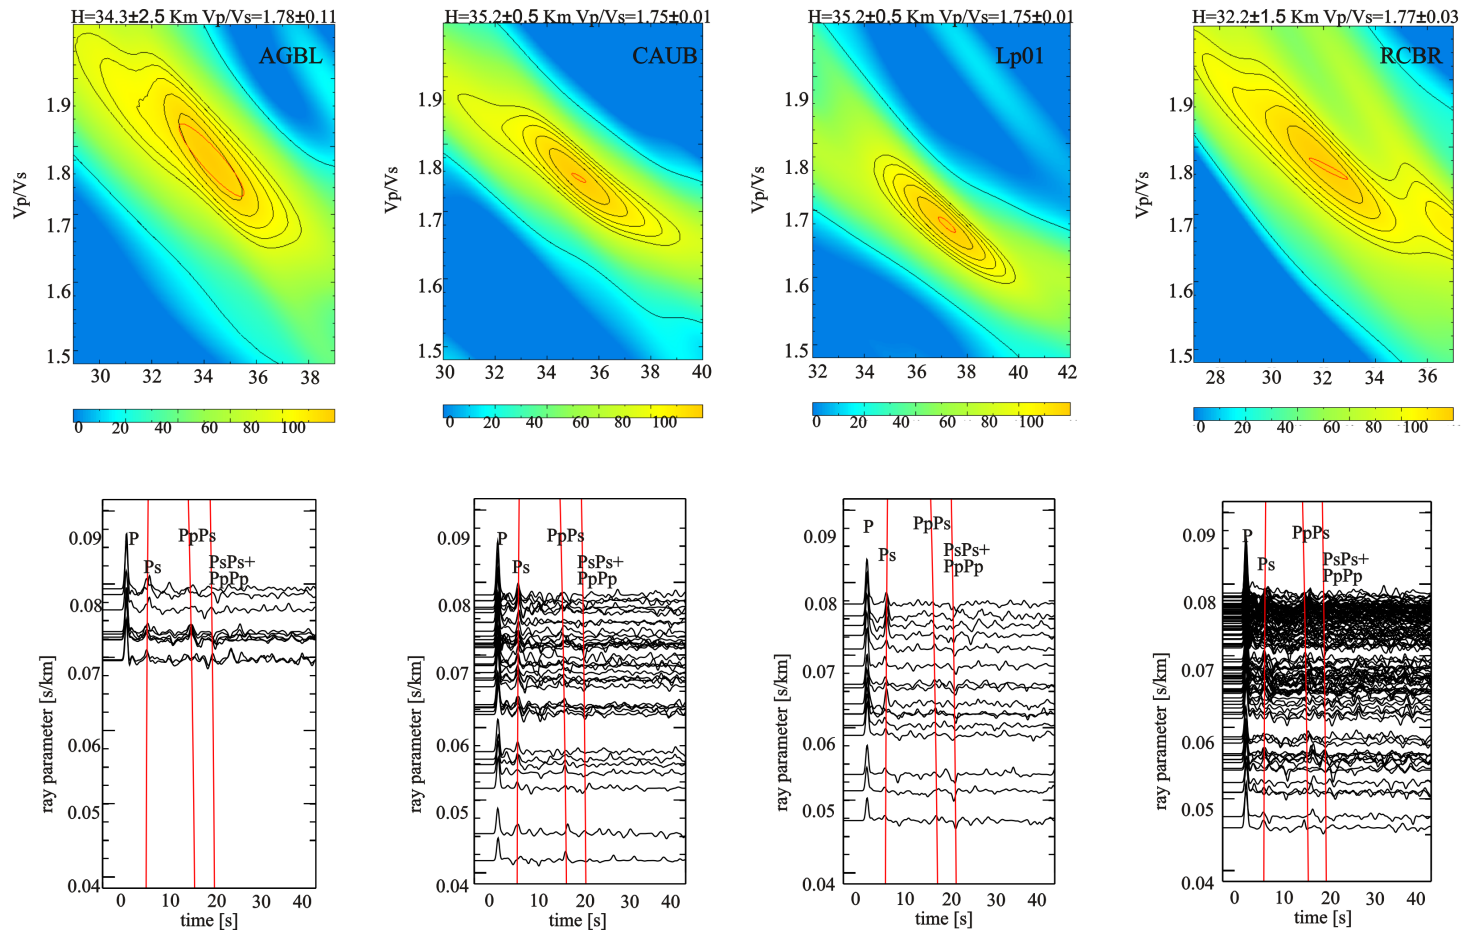 H=34.3±2.5 Km Vp/Vs=1.78±0.11
AGBL
Vp/Vs
1.9
1.8
1.7
1.6
1.5
30 32 34 36 38
0 20 40 60 80 100
H=35.2±0.5 Km Vp/Vs=1.75±0.01
CAUB
Vp/Vs
1.9
1.8
1.7
1.6
1.5
30 32 34 36 38 40
0 20 40 60 80 100
H=35.2±0.5 Km Vp/Vs=1.75±0.01
Lp01
Vp/Vs
1.9
1.8
1.7
1.6
1.5
32 34 36 38 40 42
0 20 40 60 80 100
H=32.2±1.5 Km Vp/Vs=1.77±0.03
RCBR
Vp/Vs
1.9
1.8
1.7
1.6
1.5
28 30 32 34 36
0 20 40 60 80 100
ray parameter [s/km]
0.09
0.08
0.07
0.06
0.05
0.04
P
Ps
PpPs
PsPs+
PpPp
0 10 20 30 40
time [s]
ray parameter [s/km]
0.09
0.08
0.07
0.06
0.05
0.04
P
Ps
PpPs
PsPs+
PpPp
0 10 20 30 40
time [s]
ray parameter [s/km]
0.09
0.08
0.07
0.06
0.05
0.04
P
Ps
PpPs
PsPs+
PpPp
0 10 20 30 40
time [s]
ray parameter [s/km]
0.09
0.08
0.07
0.06
0.05
0.04
P
Ps
PpPs
PsPs+
PpPp
0 10 20 30 40
time [s]